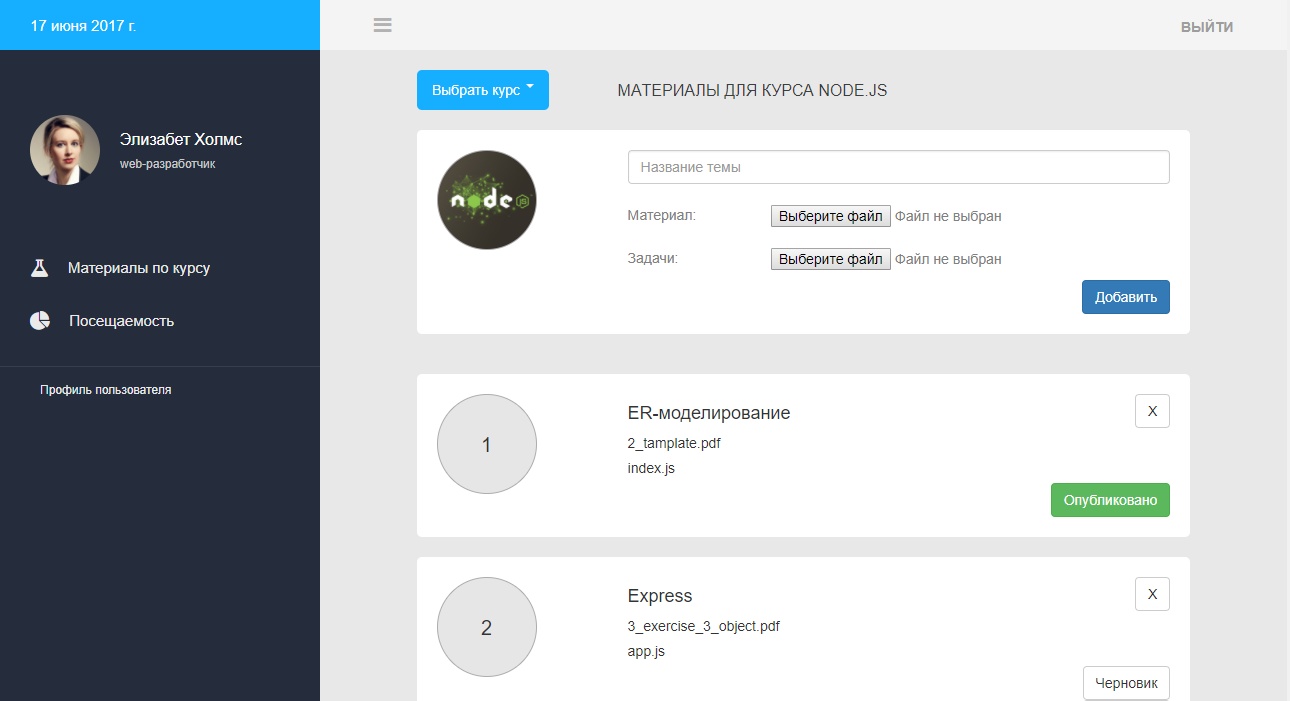 17 июня 2017 г.
ВЫЙТИ
Элизабет Холмс
web-разработчик
Материалы по курсу
Посещаемость
Профиль пользователя
Выбрать курс
МАТЕРИАЛЫ ДЛЯ КУРСА NODE.JS
node JS
Название темы
Материал: Выберите файл Файл не выбран
Задачи: Выберите файл Файл не выбран
Добавить
1
ER-моделирование
X
2_tamplate.pdf
index.js
Опубликовано
2
Express
X
3_exercise_3_object.pdf
app.js
Черновик